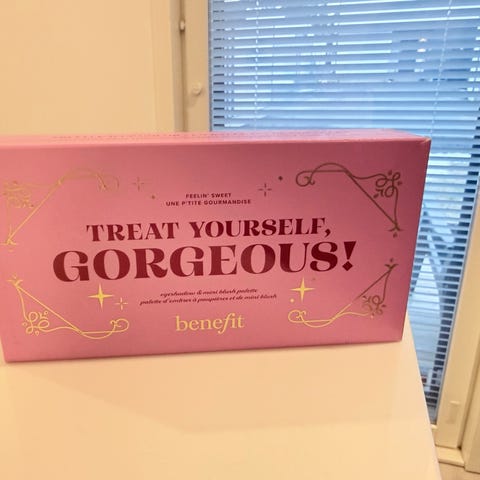 FEELIN' SWEET
UNE P'TITE GOURMANDISE
TREAT YOURSELF,
GORGEOUS!
eyeshadow & mini blush palette
palette d'ombres à paupières et de mini blush
benefit